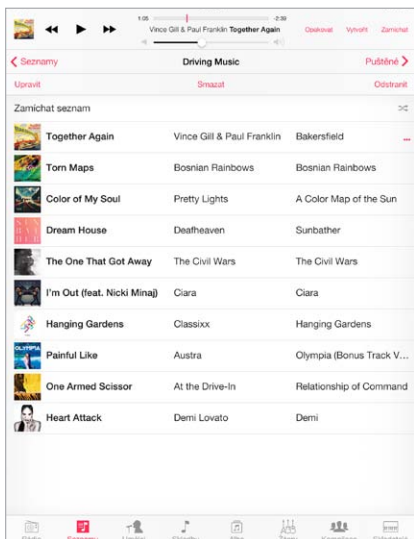 1:05 -2:39
Vince Gill & Paul Franklin Together Again
Opakovat Vytvořit Zamíchat
Seznamy Driving Music Puštěné
Upravit Smazat Odstranit
Zamíchat seznam
Together Again Vince Gill & Paul Franklin Bakersfield
Torn Maps Bosnian Rainbows Bosnian Rainbows
Color of My Soul Pretty Lights A Color Map of the Sun
Dream House Deafheaven Sunbather
The One That Got Away The Civil Wars The Civil Wars
I'm Out (feat. Nicki Minaj) Ciara Ciara
Hanging Gardens Classixx Hanging Gardens
OLYMPIA
Painful Like Austra Olympia (Bonus Track V...
One Armed Scissor At the Drive-In Relationship of Command
Heart Attack Demi Lovato Demi
Seznamy